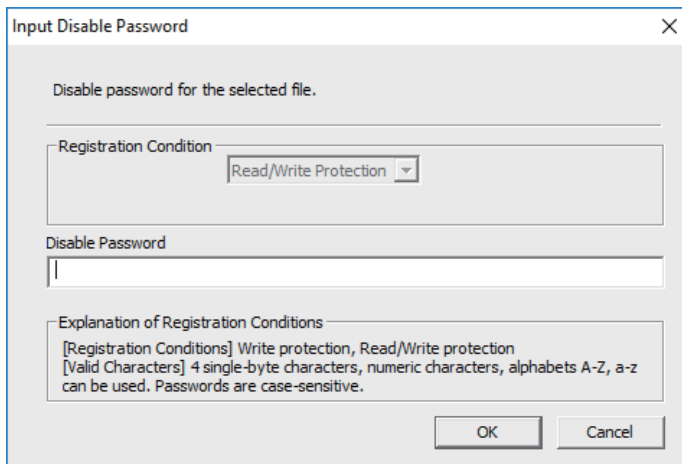 Input Disable Password
Disable password for the selected file.
Registration Condition
Read/Write Protection
Disable Password
Explanation of Registration Conditions
[Registration Conditions] Write protection, Read/Write protection
[Valid Characters] 4 single-byte characters, numeric characters, alphabets A-Z, a-z
can be used. Passwords are case-sensitive.
OK Cancel